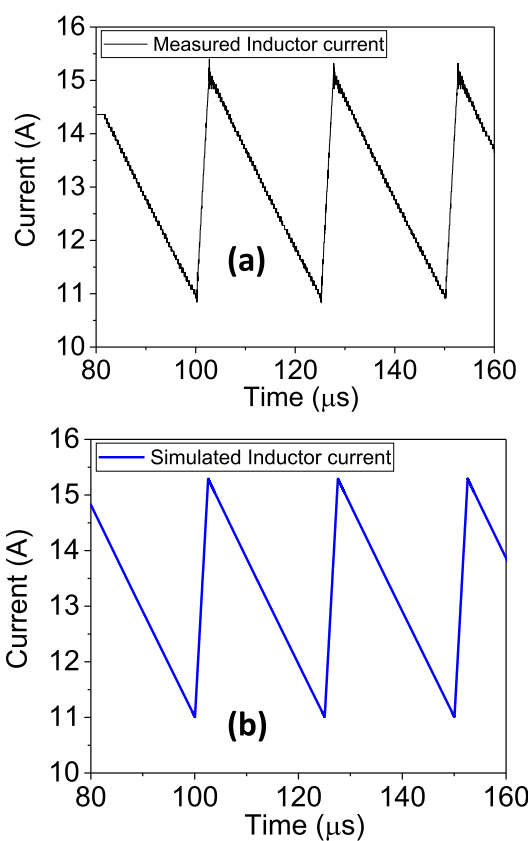 16
Measured Inductor current
15
14
13
12
11
10
Current (A)
(a)
80 100 120 140 160
Time (μs)
16
Simulated Inductor current
15
14
13
12
11
10
Current (A)
(b)
80 100 120 140 160
Time (μs)